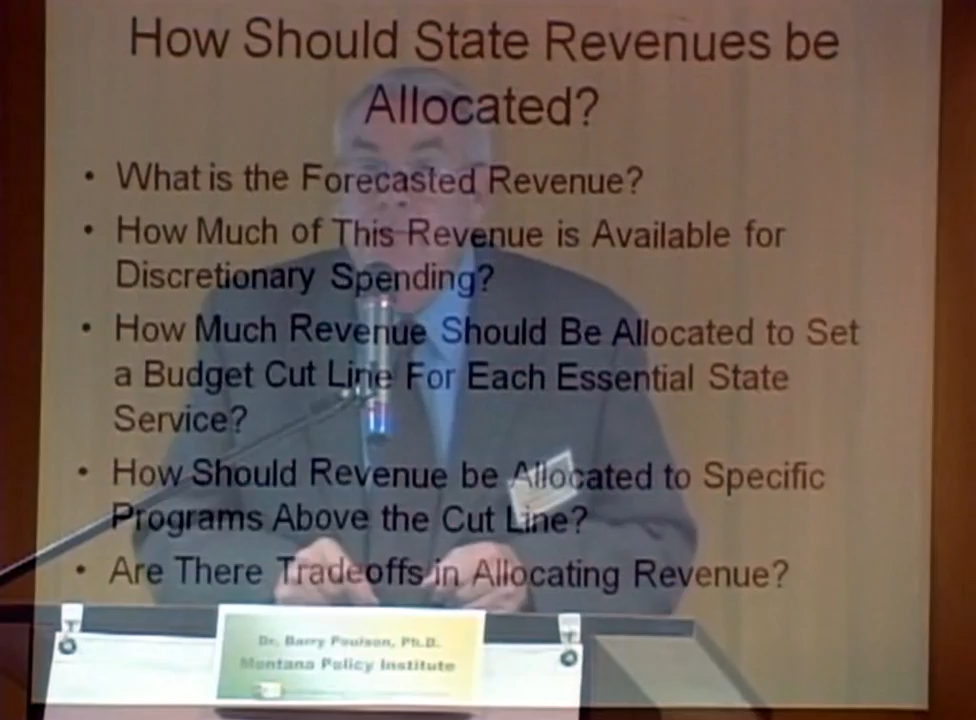 How Should State Revenues be
Allocated?
• What is the Forecasted Revenue?
• How Much of This Revenue is Available for
Discretionary Spending?
• How Much Revenue Should Be Allocated to Set
a Budget Cut Line For Each Essential State
Service?
• How Should Revenue be Allocated to Specific
Programs Above the Cut Line?
• Are There Tradeoffs in Allocating Revenue?
Dr. Barry Poulson, Ph.D.
Montana Policy Institute